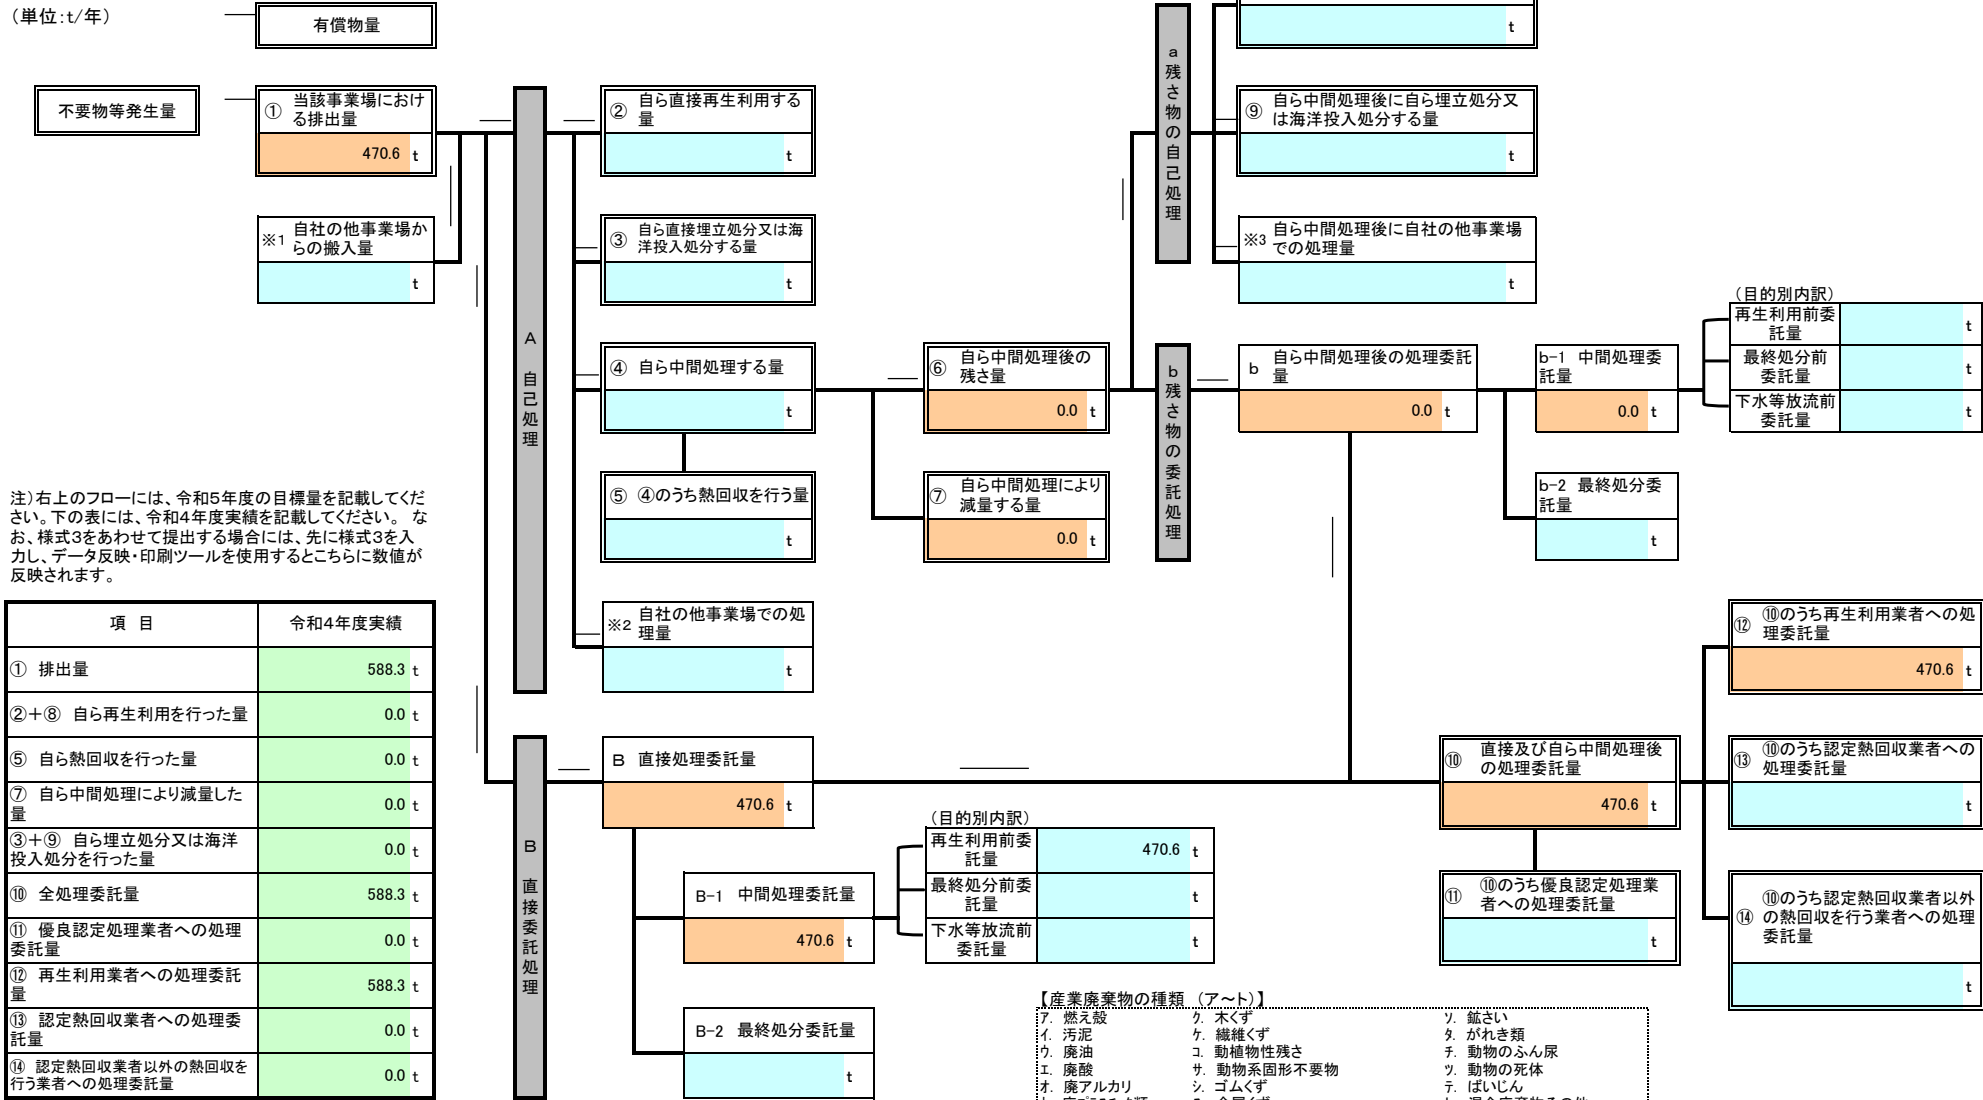 （単位：t/年）
有償物量
t
不要物等発生量
① 当該事業場におけ
る排出量
470.6 t
※1 自社の他事業場か
らの搬入量
t
A 自己処理
② 自ら直接再生利用する
量
t
③ 自ら直接埋立処分又は海
洋投入処分する量
t
④ 自ら中間処理する量
t
⑤ ④のうち熱回収を行う量
t
※2 自社の他事業場での処
理量
t
⑥ 自ら中間処理後の
残さ量
0.0 t
⑦ 自ら中間処理により
減量する量
0.0 t
a 残さ物の自己処理
⑨ 自ら中間処理後に自ら埋立処分又
は海洋投入処分する量
t
※3 自ら中間処理後に自社の他事業場
での処理量
t
b 残さ物の委託処理
b 自ら中間処理後の処理委託
量
0.0 t
b-1 中間処理委
託量
0.0 t
b-2 最終処分委
託量
t
（目的別内訳）
再生利用前委
託量
t
最終処分前
委託量
t
下水等放流前
委託量
t
注）右上のフローには、令和5年度の目標量を記載してくだ
さい。下の表には、令和4年度実績を記載してください。 な
お、様式3をあわせて提出する場合には、先に様式3を入
力し、データ反映・印刷ツールを使用するとこちらに数値が
反映されます。
項 目 令和4年度実績
① 排出量 588.3 t
②＋⑧ 自ら再生利用を行った量 0.0 t
⑤ 自ら熱回収を行った量 0.0 t
⑦ 自ら中間処理により減量した
量 0.0 t
③＋⑨ 自ら埋立処分又は海洋
投入処分を行った量 0.0 t
⑩ 全処理委託量 588.3 t
⑪ 優良認定処理業者への処理
委託量 0.0 t
⑫ 再生利用業者への処理委託
量 588.3 t
⑬ 認定熱回収業者への処理委
託量 0.0 t
⑭ 認定熱回収業者以外の熱回収を
行う業者への処理委託量 0.0 t
B 直接委託処理
B 直接処理委託量
470.6 t
B-1 中間処理委託量
470.6 t
B-2 最終処分委託量
t
（目的別内訳）
再生利用前委
託量
470.6 t
最終処分前委
託量
t
下水等放流前
委託量
t
⑩ 直接及び自ら中間処理後
の処理委託量
470.6 t
⑪ ⑩のうち優良認定処理業
者への処理委託量
t
⑫ ⑩のうち再生利用業者への処
理委託量
470.6 t
⑬ ⑩のうち認定熱回収業者への
処理委託量
t
⑭ ⑩のうち認定熱回収業者以外
の熱回収を行う業者への処理
委託量
t
【産業廃棄物の種類 （ア～ト）】
ア. 燃え殻 ク. 木くず ソ. 鉱さい
イ. 汚泥 ケ. 繊維くず タ. がれき類
ウ. 廃油 コ. 動植物性残さ チ. 動物のふん尿
エ. 廃酸 サ. 動物系固形不要物 ツ. 動物の死体
オ. 廃アルカリ シ. ゴムくず テ. ばいじん